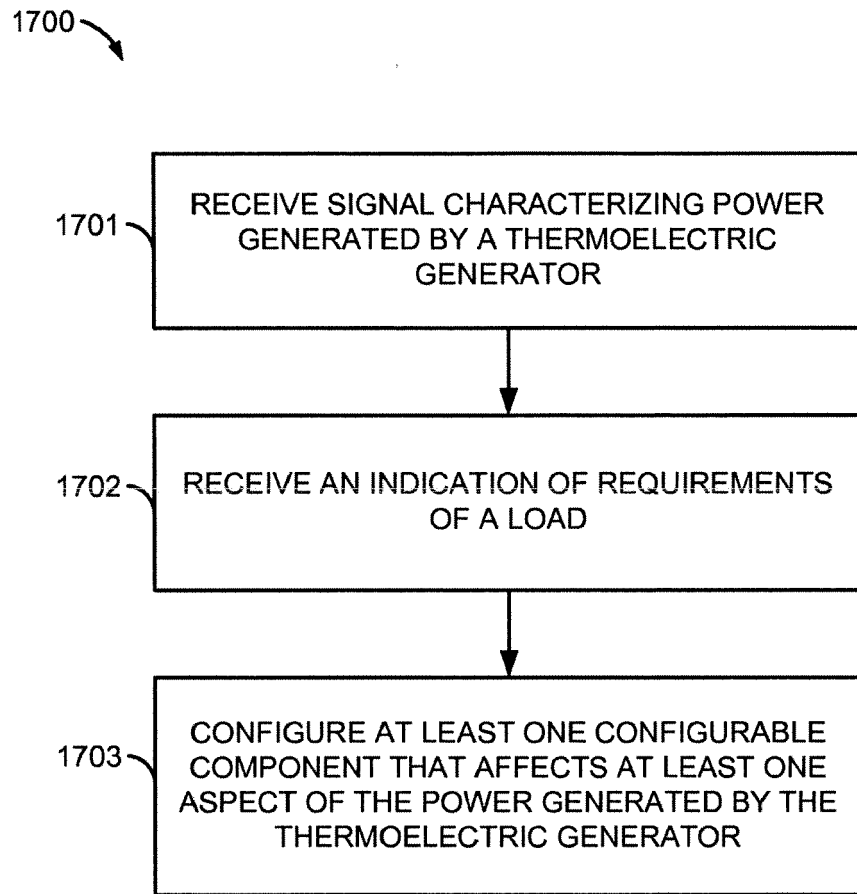 1700
1701
RECEIVE SIGNAL CHARACTERIZING POWER
GENERATED BY A THERMOELECTRIC
GENERATOR
1702
RECEIVE AN INDICATION OF REQUIREMENTS
OF A LOAD
1703
CONFIGURE AT LEAST ONE CONFIGURABLE
COMPONENT THAT AFFECTS AT LEAST ONE
ASPECT OF THE POWER GENERATED BY THE
THERMOELECTRIC GENERATOR